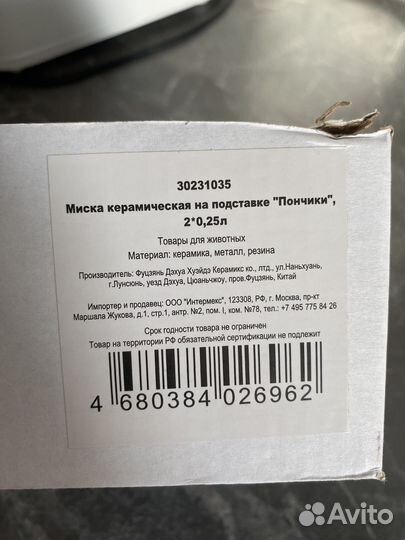 30231035
Миска керамическая на подставке "Пончики",
2*0,25л
Товары для животных
Материал: керамика, металл, резина
Производитель: Фуцзянь Дэхуа Хуэйдэ Керамикс ко., лтд., ул.Наньхуань,
г.Лунсюнь, уезд Дэхуа, Цюаньчжоу, пров.Фуцзянь, Китай
Импортер и продавец: ООО "Интермекс", 123308, РФ, г. Москва, пр-кт
Маршала Жукова, д.1, стр.1, антр. №2, пом. I, ком. №78, тел.: +7 495 775 84 26
Срок годности товара не ограничен
Товар на территории РФ обязательной сертификации не подлежит
4 680384 026962
Avito